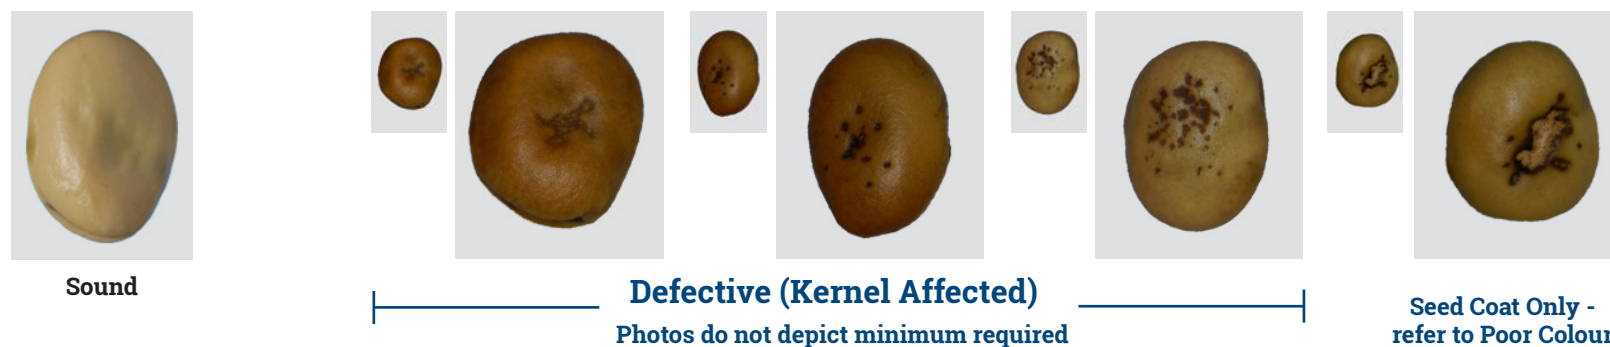 Sound
Defective (Kernel Affected)
Photos do not depict minimum required
Seed Coat Only -
refer to Poor Colour